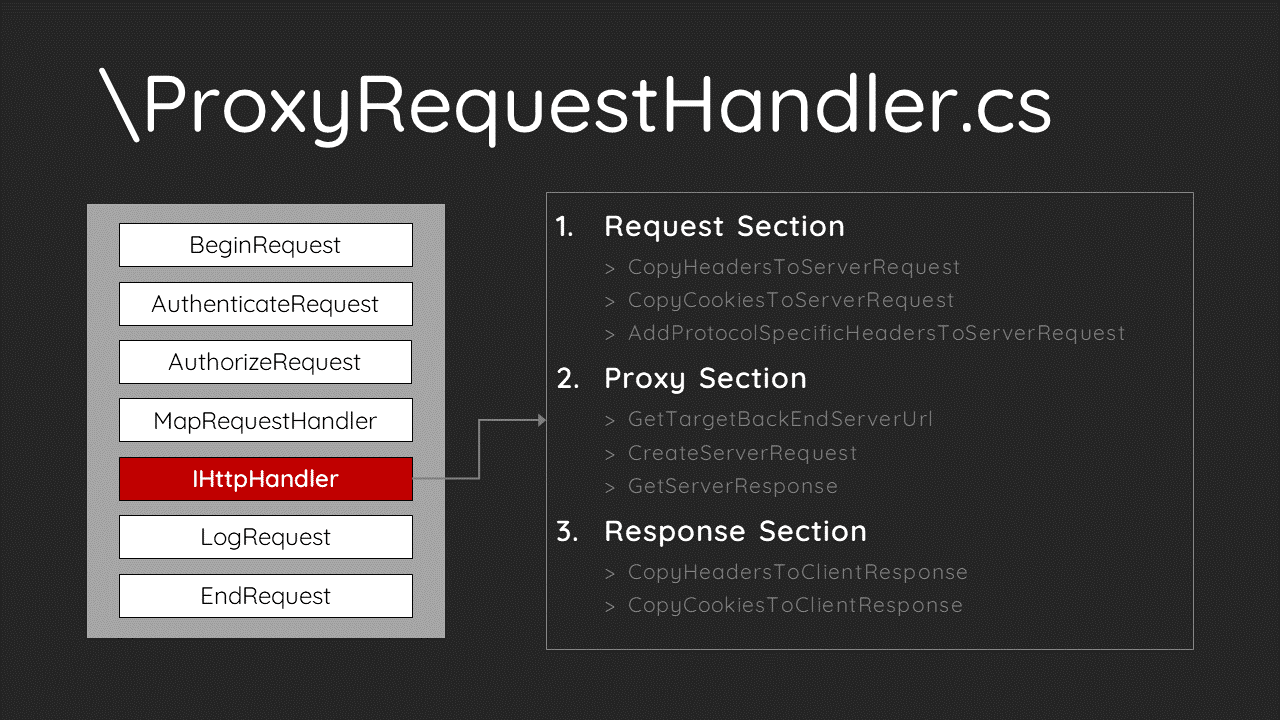 \ProxyRequestHandler.cs
BeginRequest
AuthenticateRequest
AuthorizeRequest
MapRequestHandler
IHttpHandler
LogRequest
EndRequest
1. Request Section
> CopyHeadersToServerRequest
> CopyCookiesToServerRequest
> AddProtocolSpecificHeadersToServerRequest
2. Proxy Section
> GetTargetBackEndServerUrl
> CreateServerRequest
> GetServerResponse
3. Response Section
> CopyHeadersToClientResponse
> CopyCookiesToClientResponse